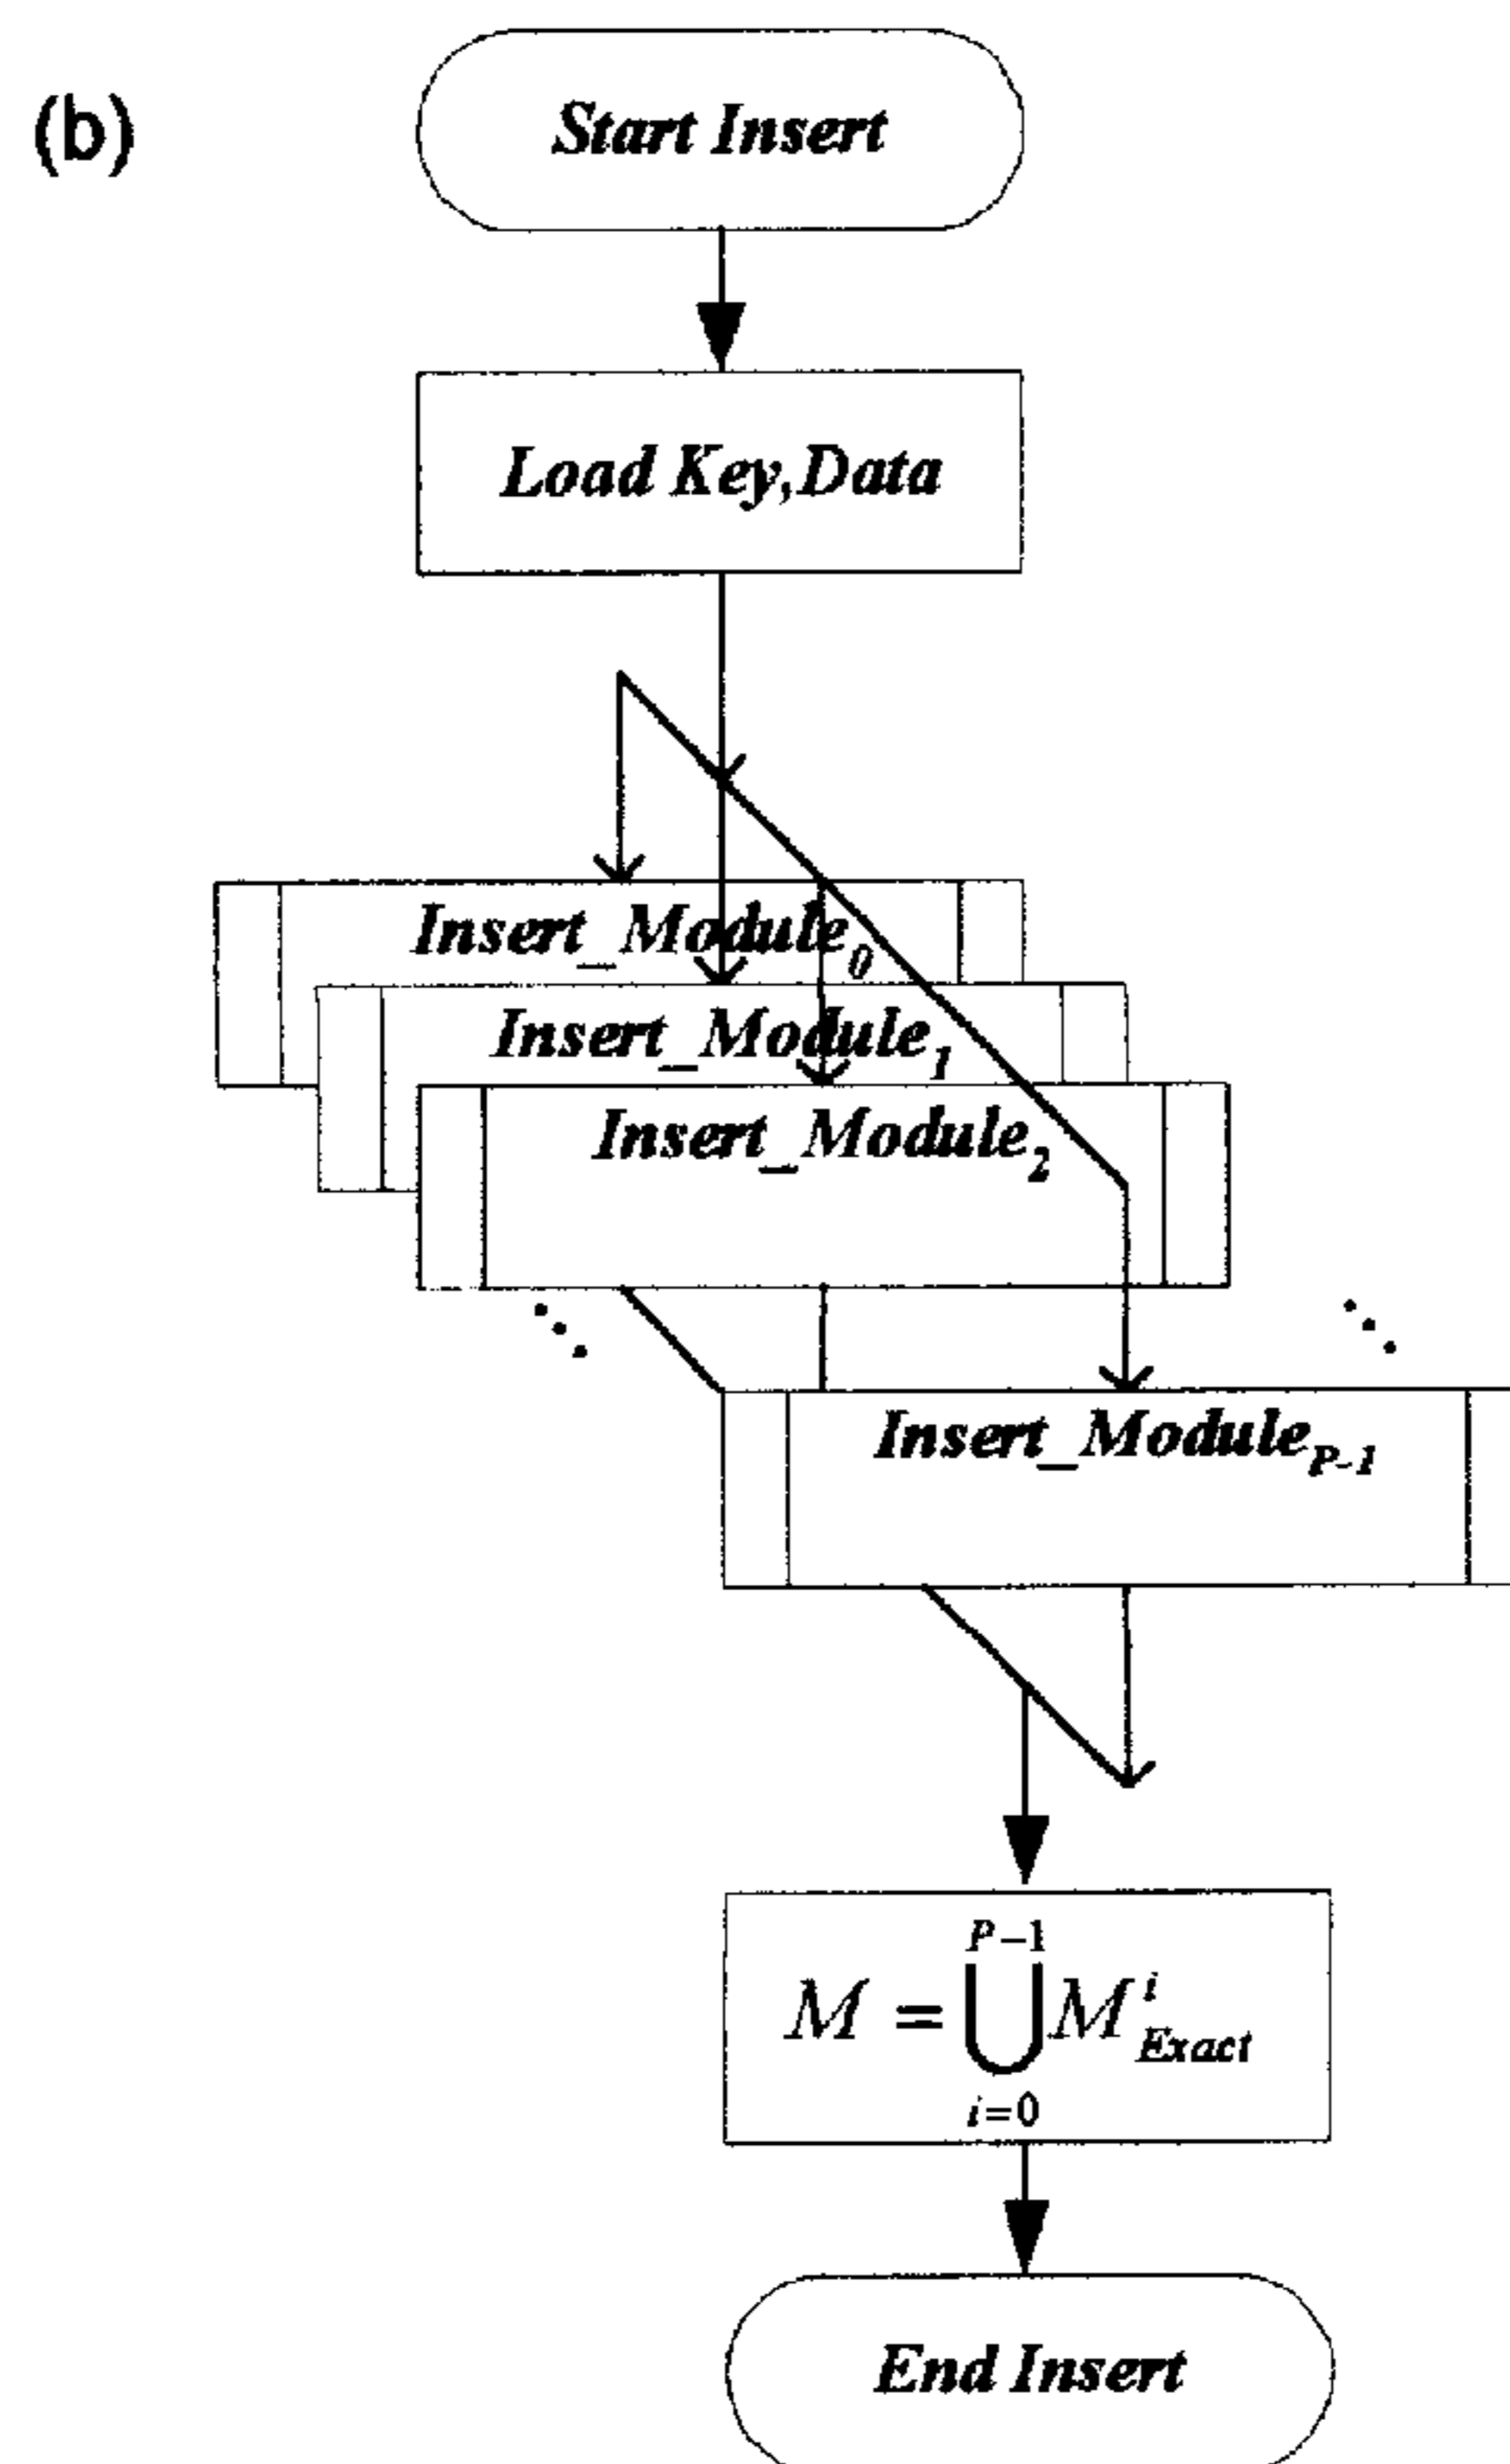 (b)
Start Insert
Load Key,Data
Insert_Module0
Insert_Module1
Insert_Module2
Insert_ModuleP-1
P-1
M = ⋃ M^i_Exact
i=0
End Insert